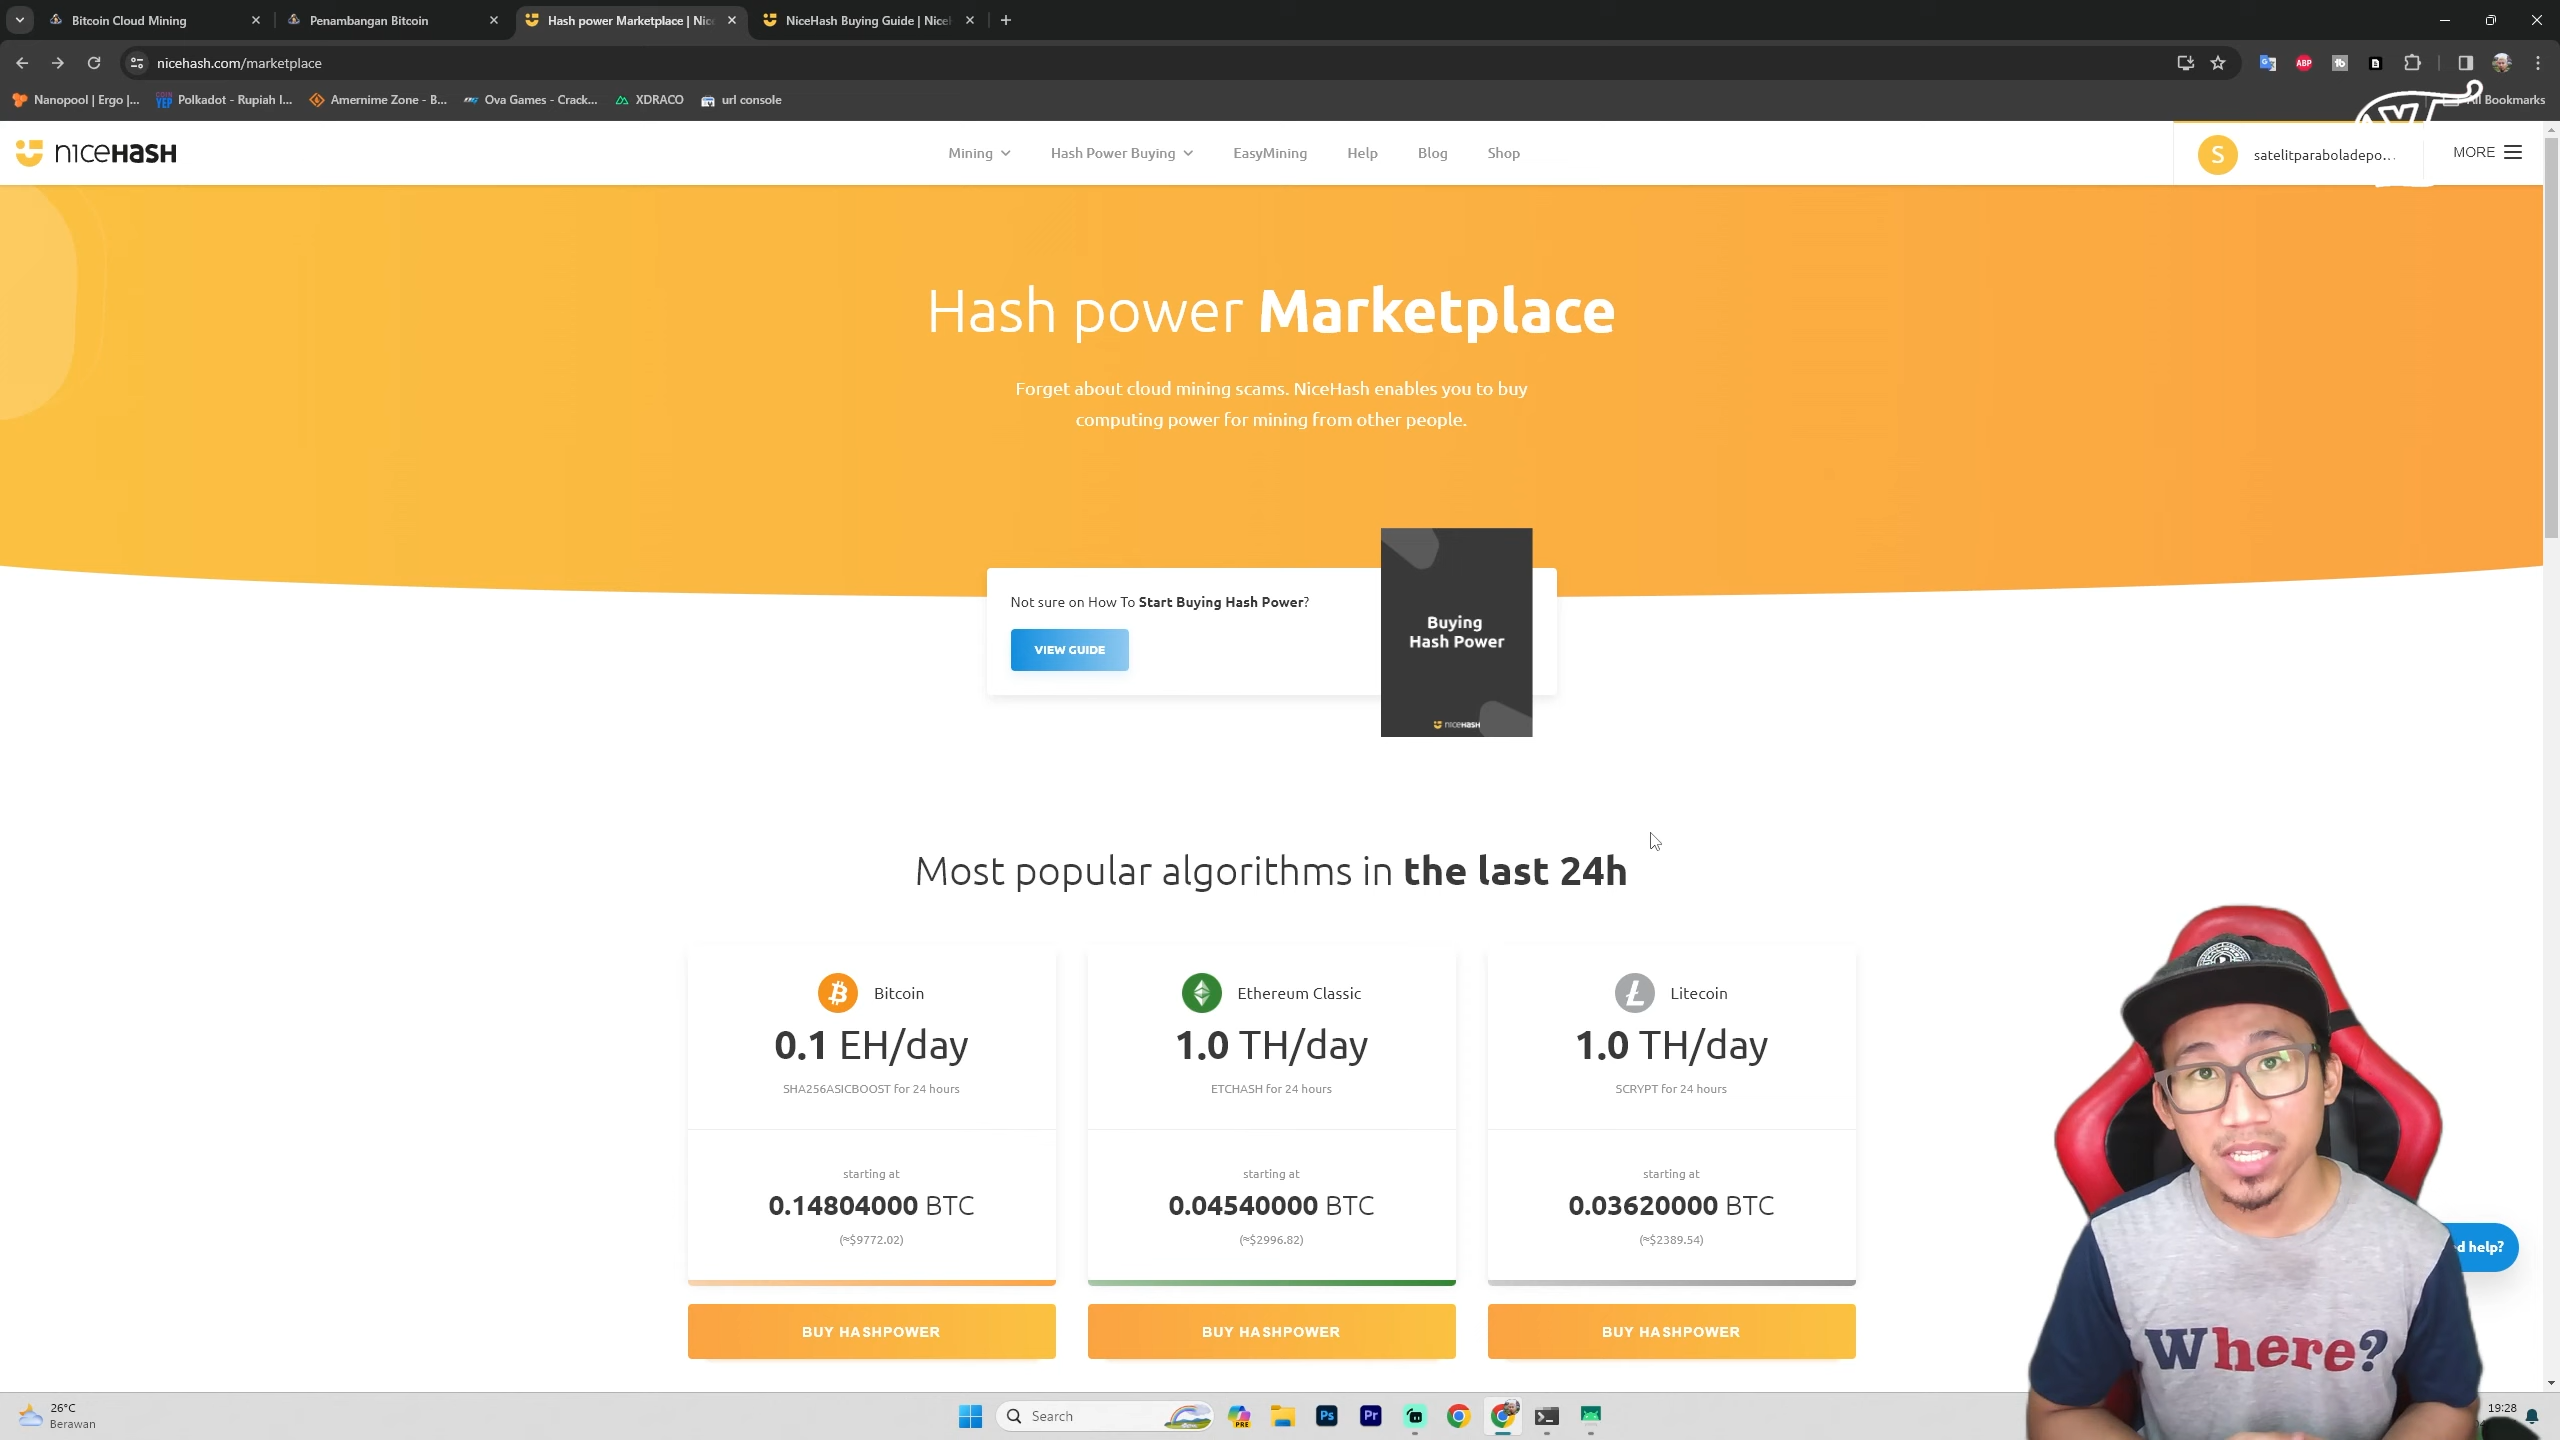 Bitcoin Cloud Mining
Penambangan Bitcoin
Hash power Marketplace | Nic
NiceHash Buying Guide | Nice
nicehash.com/marketplace
ABP
Nanopool | Ergo |...
Polkadot - Rupiah I...
Amernime Zone - B...
Ova Games - Crack...
XDRACO
url console
All Bookmarks
niceHASH
Mining
Hash Power Buying
EasyMining
Help
Blog
Shop
S
satelitparaboladepo...
MORE
Hash power Marketplace
Forget about cloud mining scams. NiceHash enables you to buy
computing power for mining from other people.
Not sure on How To Start Buying Hash Power?
VIEW GUIDE
Buying
Hash Power
niceHASH
Most popular algorithms in the last 24h
Bitcoin
0.1 EH/day
SHA256ASICBOOST for 24 hours
starting at
0.14804000 BTC
(≈$9772.02)
BUY HASHPOWER
Ethereum Classic
1.0 TH/day
ETCHASH for 24 hours
starting at
0.04540000 BTC
(≈$2996.82)
BUY HASHPOWER
Litecoin
1.0 TH/day
SCRYPT for 24 hours
starting at
0.03620000 BTC
(≈$2389.54)
BUY HASHPOWER
help?
Where?
26°C
Berawan
Search
PRE
Ps
Pr
19:28